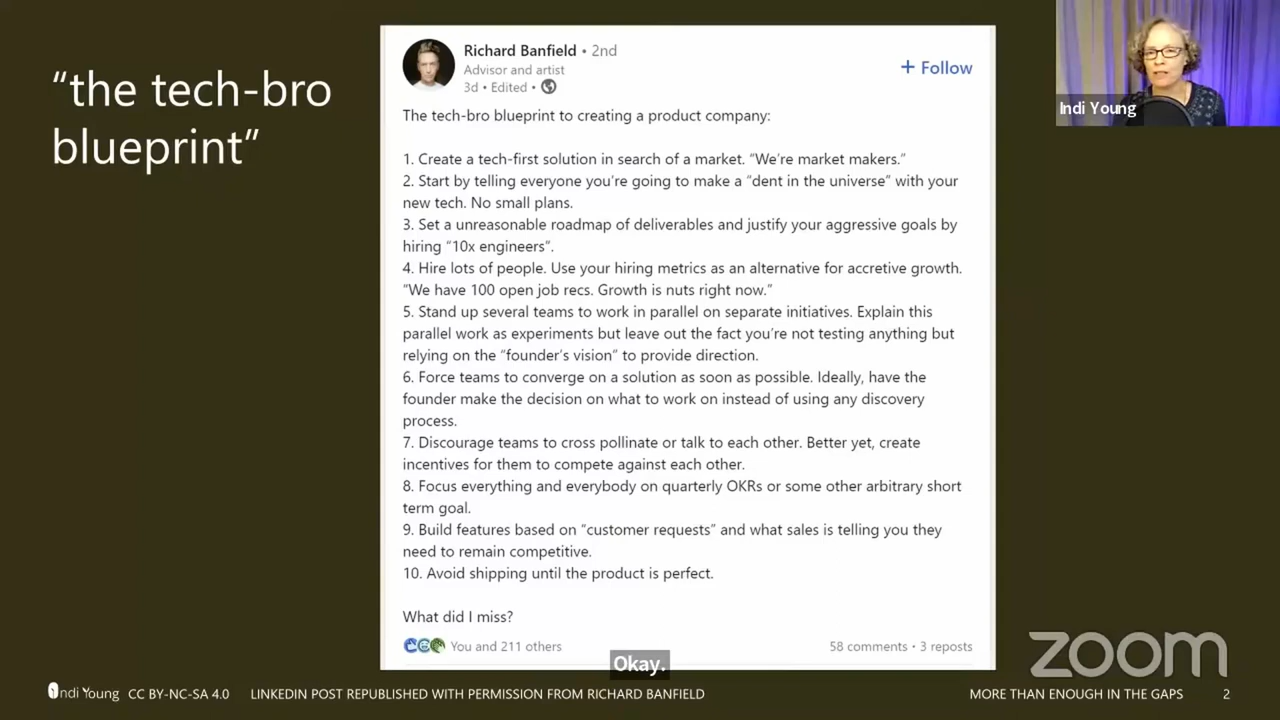 “the tech-bro
blueprint”
Richard Banfield • 2nd
Advisor and artist
3d • Edited •
+ Follow
The tech-bro blueprint to creating a product company:
1. Create a tech-first solution in search of a market. “We’re market makers.”
2. Start by telling everyone you’re going to make a “dent in the universe” with your
new tech. No small plans.
3. Set a unreasonable roadmap of deliverables and justify your aggressive goals by
hiring “10x engineers“.
4. Hire lots of people. Use your hiring metrics as an alternative for accretive growth.
“We have 100 open job recs. Growth is nuts right now.”
5. Stand up several teams to work in parallel on separate initiatives. Explain this
parallel work as experiments but leave out the fact you’re not testing anything but
relying on the “founder’s vision” to provide direction.
6. Force teams to converge on a solution as soon as possible. Ideally, have the
founder make the decision on what to work on instead of using any discovery
process.
7. Discourage teams to cross pollinate or talk to each other. Better yet, create
incentives for them to compete against each other.
8. Focus everything and everybody on quarterly OKRs or some other arbitrary short
term goal.
9. Build features based on “customer requests” and what sales is telling you they
need to remain competitive.
10. Avoid shipping until the product is perfect.
What did I miss?
You and 211 others
58 comments • 3 reposts
Okay.
Indi Young
zoom
Indi Young CC BY-NC-SA 4.0 LINKEDIN POST REPUBLISHED WITH PERMISSION FROM RICHARD BANFIELD MORE THAN ENOUGH IN THE GAPS 2